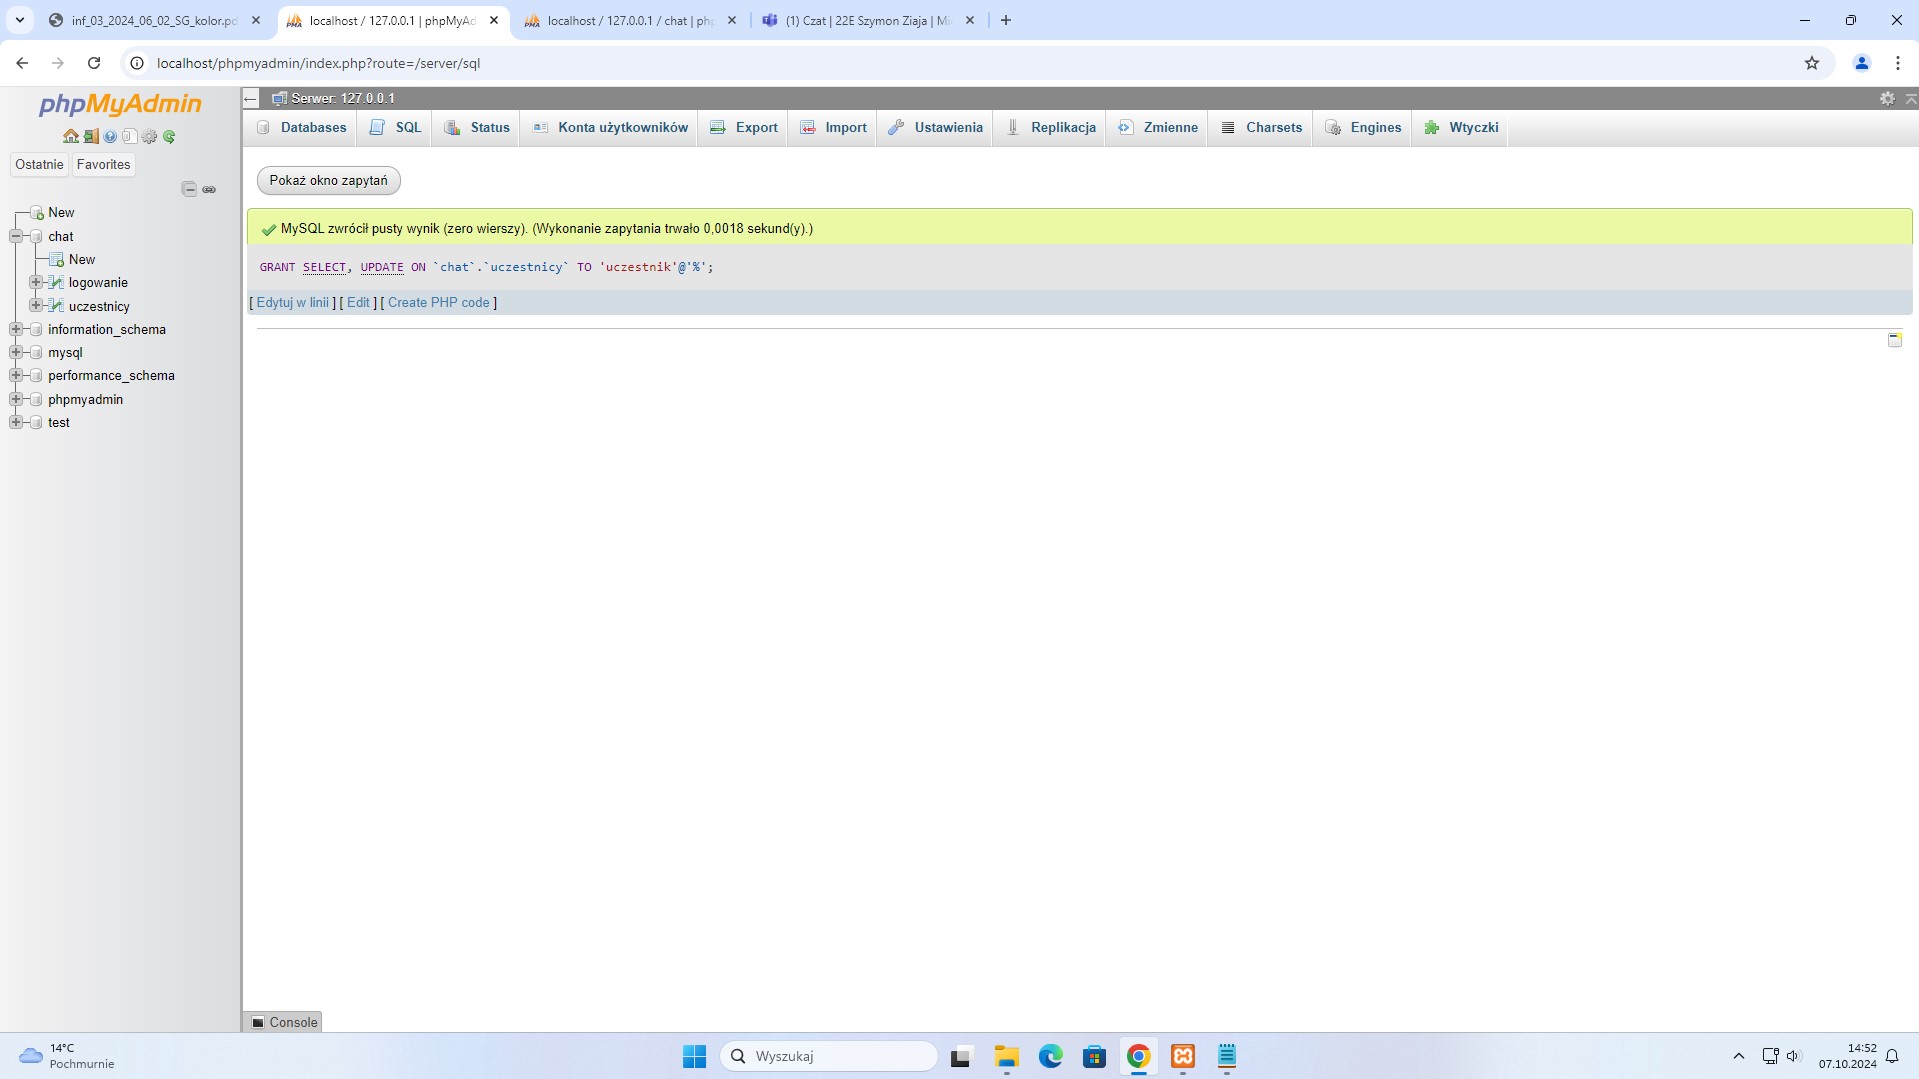 inf_03_2024_06_02_SG_kolor.pd
localhost / 127.0.0.1 | phpMyAd
localhost / 127.0.0.1 / chat | php
(1) Czat | 22E Szymon Ziaja | Mi
localhost/phpmyadmin/index.php?route=/server/sql
phpMyAdmin
Ostatnie
Favorites
New
chat
New
logowanie
uczestnicy
information_schema
mysql
performance_schema
phpmyadmin
test
Serwer: 127.0.0.1
Databases
SQL
Status
Konta użytkowników
Export
Import
Ustawienia
Replikacja
Zmienne
Charsets
Engines
Wtyczki
Pokaż okno zapytań
MySQL zwrócił pusty wynik (zero wierszy). (Wykonanie zapytania trwało 0,0018 sekund(y).)
GRANT SELECT, UPDATE ON `chat`.`uczestnicy` TO 'uczestnik'@'%';
[ Edytuj w linii ] [ Edit ] [ Create PHP code ]
Console
14°C
Pochmurnie
Wyszukaj
14:52
07.10.2024